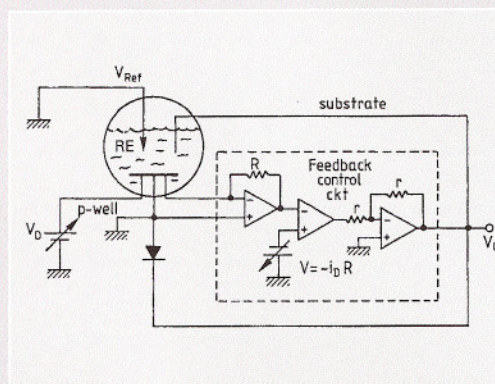 V_Ref
substrate
RE
Feedback
control
ckt
R
r
r
p-well
V_D
V = -i_D R
- + - + - +